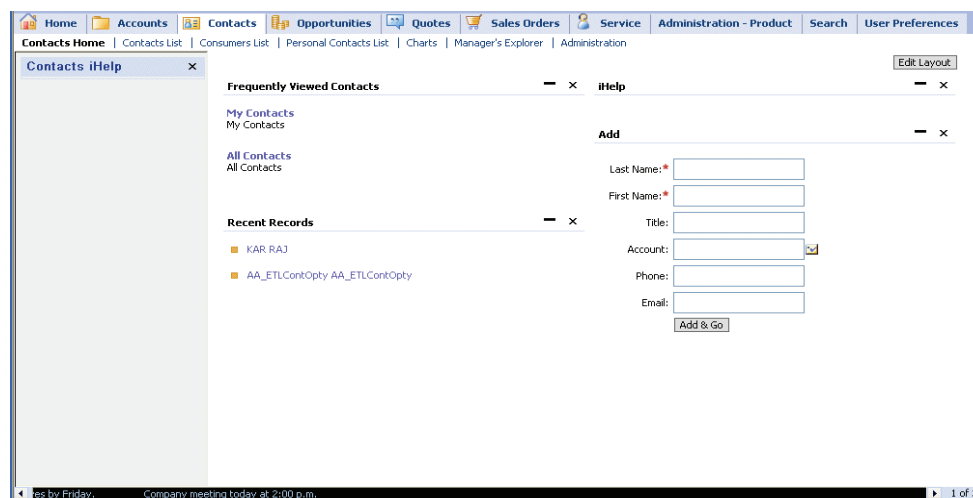 Home Accounts Contacts Opportunities Quotes Sales Orders Service Administration - Product Search User Preferences
Contacts Home | Contacts List | Consumers List | Personal Contacts List | Charts | Manager's Explorer | Administration
Contacts iHelp
Edit Layout
Frequently Viewed Contacts
My Contacts
My Contacts
All Contacts
All Contacts
Recent Records
KAR RAJ
AA_ETLContOpty AA_ETLContOpty
iHelp
Add
Last Name:*
First Name:*
Title:
Account:
Phone:
Email:
Add & Go
by Friday. Company meeting today at 2:00 p.m.
1 of